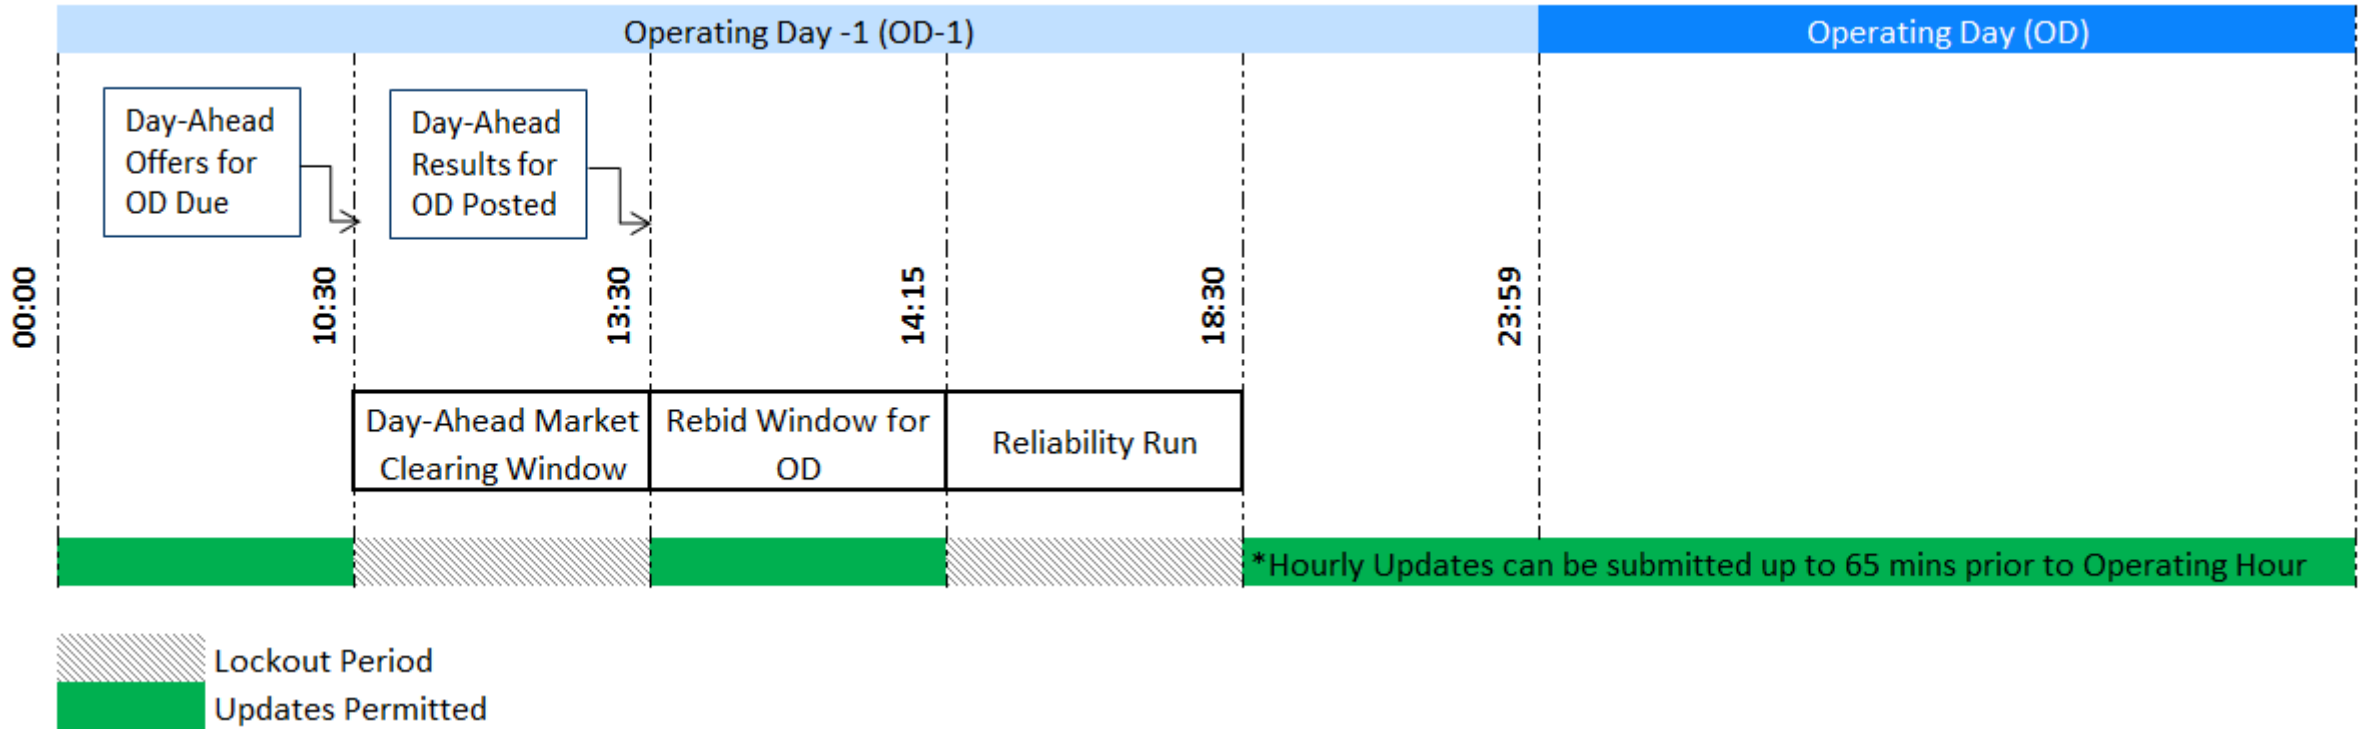 Operating Day -1 (OD-1)
Operating Day (OD)
Day-Ahead
Offers for
OD Due
Day-Ahead
Results for
OD Posted
00:00
10:30
13:30
14:15
18:30
23:59
Day-Ahead Market
Clearing Window
Rebid Window for
OD
Reliability Run
*Hourly Updates can be submitted up to 65 mins prior to Operating Hour
Lockout Period
Updates Permitted